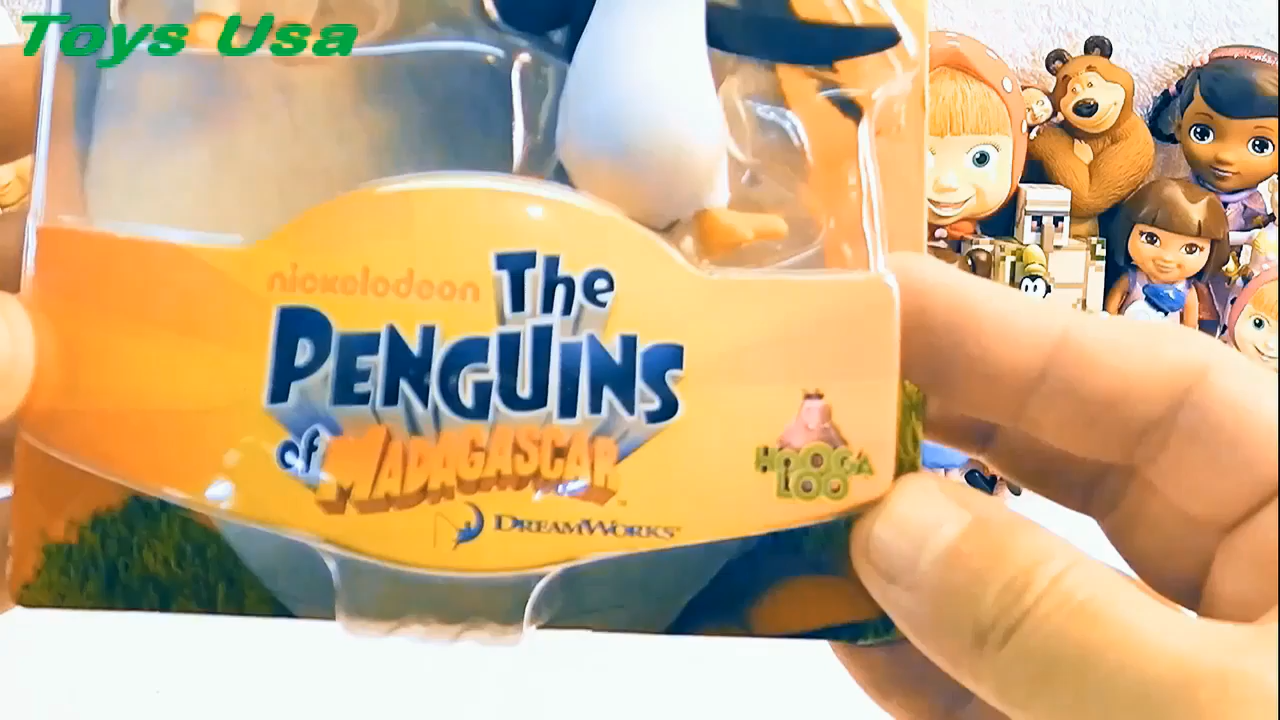 Toys Usa
nickelodeon The
PENGUINS
of MADAGASCAR
DREAMWORKS
HOOGA
LOO